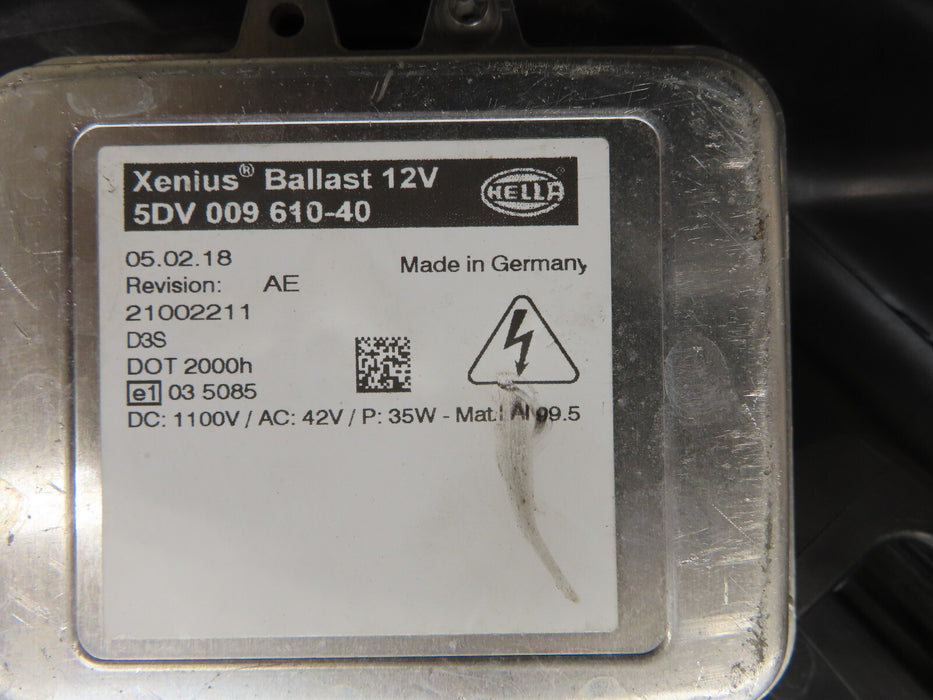 Xenius® Ballast 12V
5DV 009 610-40
HELLA
05.02.18
Made in Germany
Revision: AE
21002211
D3S
DOT 2000h
e1 03 5085
DC: 1100V / AC: 42V / P: 35W - Mat.: Al 99.5